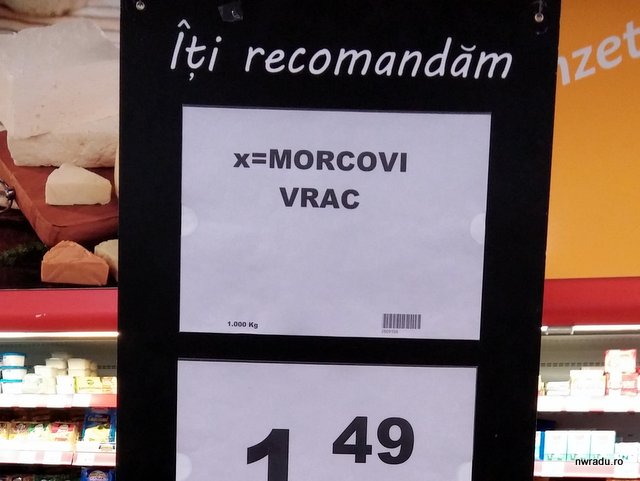 Îți recomandăm
x=MORCOVI
VRAC
1.000 Kg
1 49
nwradu.ro